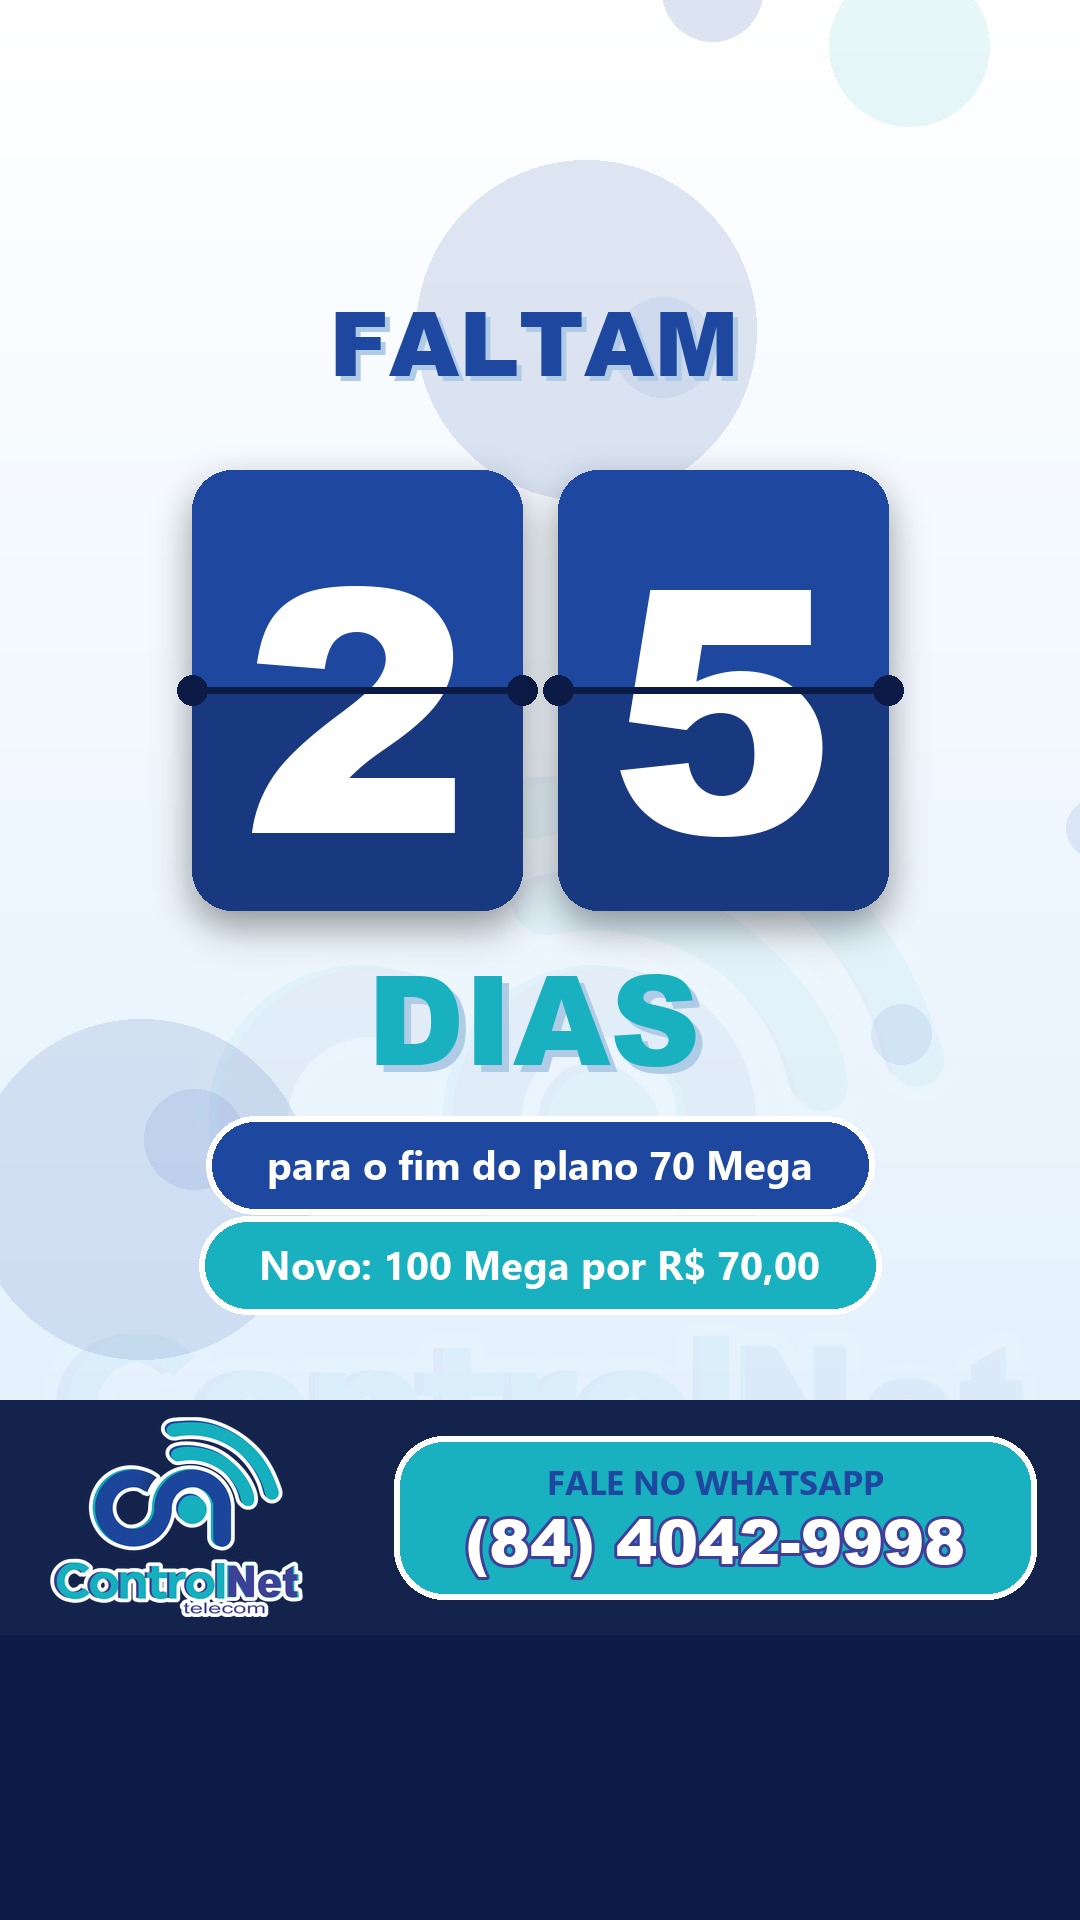 FALTAM
25
DIAS
para o fim do plano 70 Mega
Novo: 100 Mega por R$ 70,00
ControlNet
ControlNet
telecom
FALE NO WHATSAPP
(84) 4042-9998